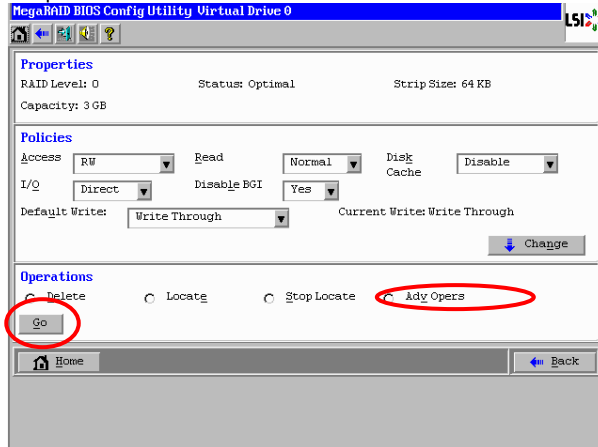 MegaRAID BIOS Config Utility Virtual Drive 0
LSI
Properties
RAID Level: 0 Status: Optimal Strip Size: 64 KB
Capacity: 3 GB
Policies
Access RW Read Normal Disk Cache Disable
I/O Direct Disable BGI Yes
Default Write: Write Through Current Write: Write Through
Change
Operations
Delete Locate Stop Locate Adv Opers
Go
Home Back